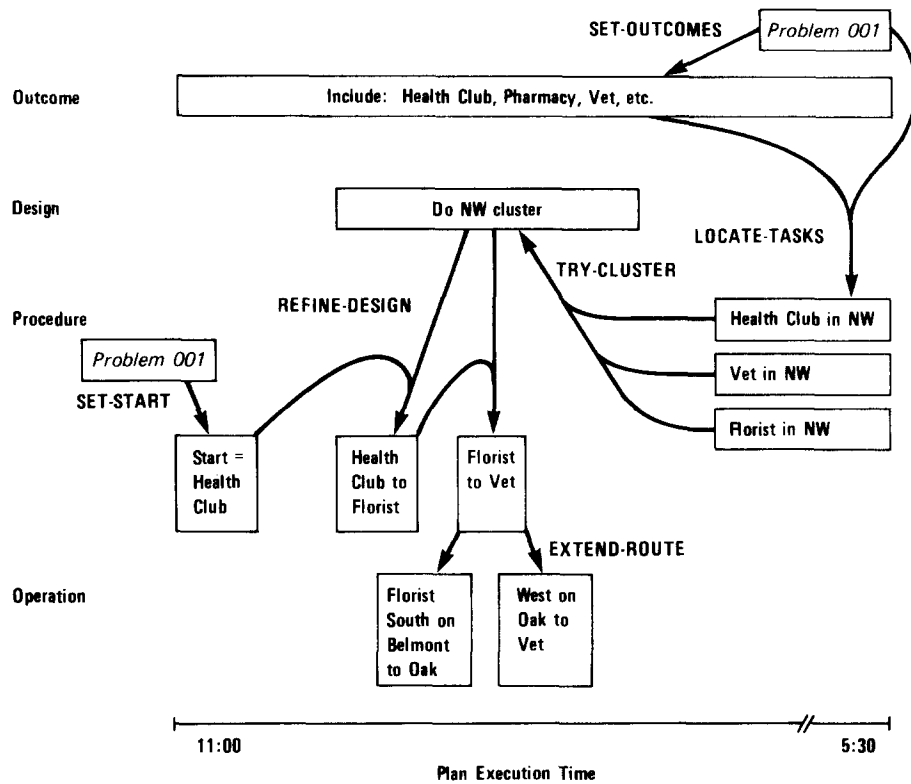 SET-OUTCOMES
Problem 001
Outcome
Include: Health Club, Pharmacy, Vet, etc.
Design
Do NW cluster
LOCATE-TASKS
TRY-CLUSTER
REFINE-DESIGN
Procedure
Health Club in NW
Problem 001
Vet in NW
SET-START
Florist in NW
Start =
Health
Club
Health
Club to
Florist
Florist
to Vet
EXTEND-ROUTE
Operation
Florist
South on
Belmont
to Oak
West on
Oak to
Vet
11:00
5:30
Plan Execution Time